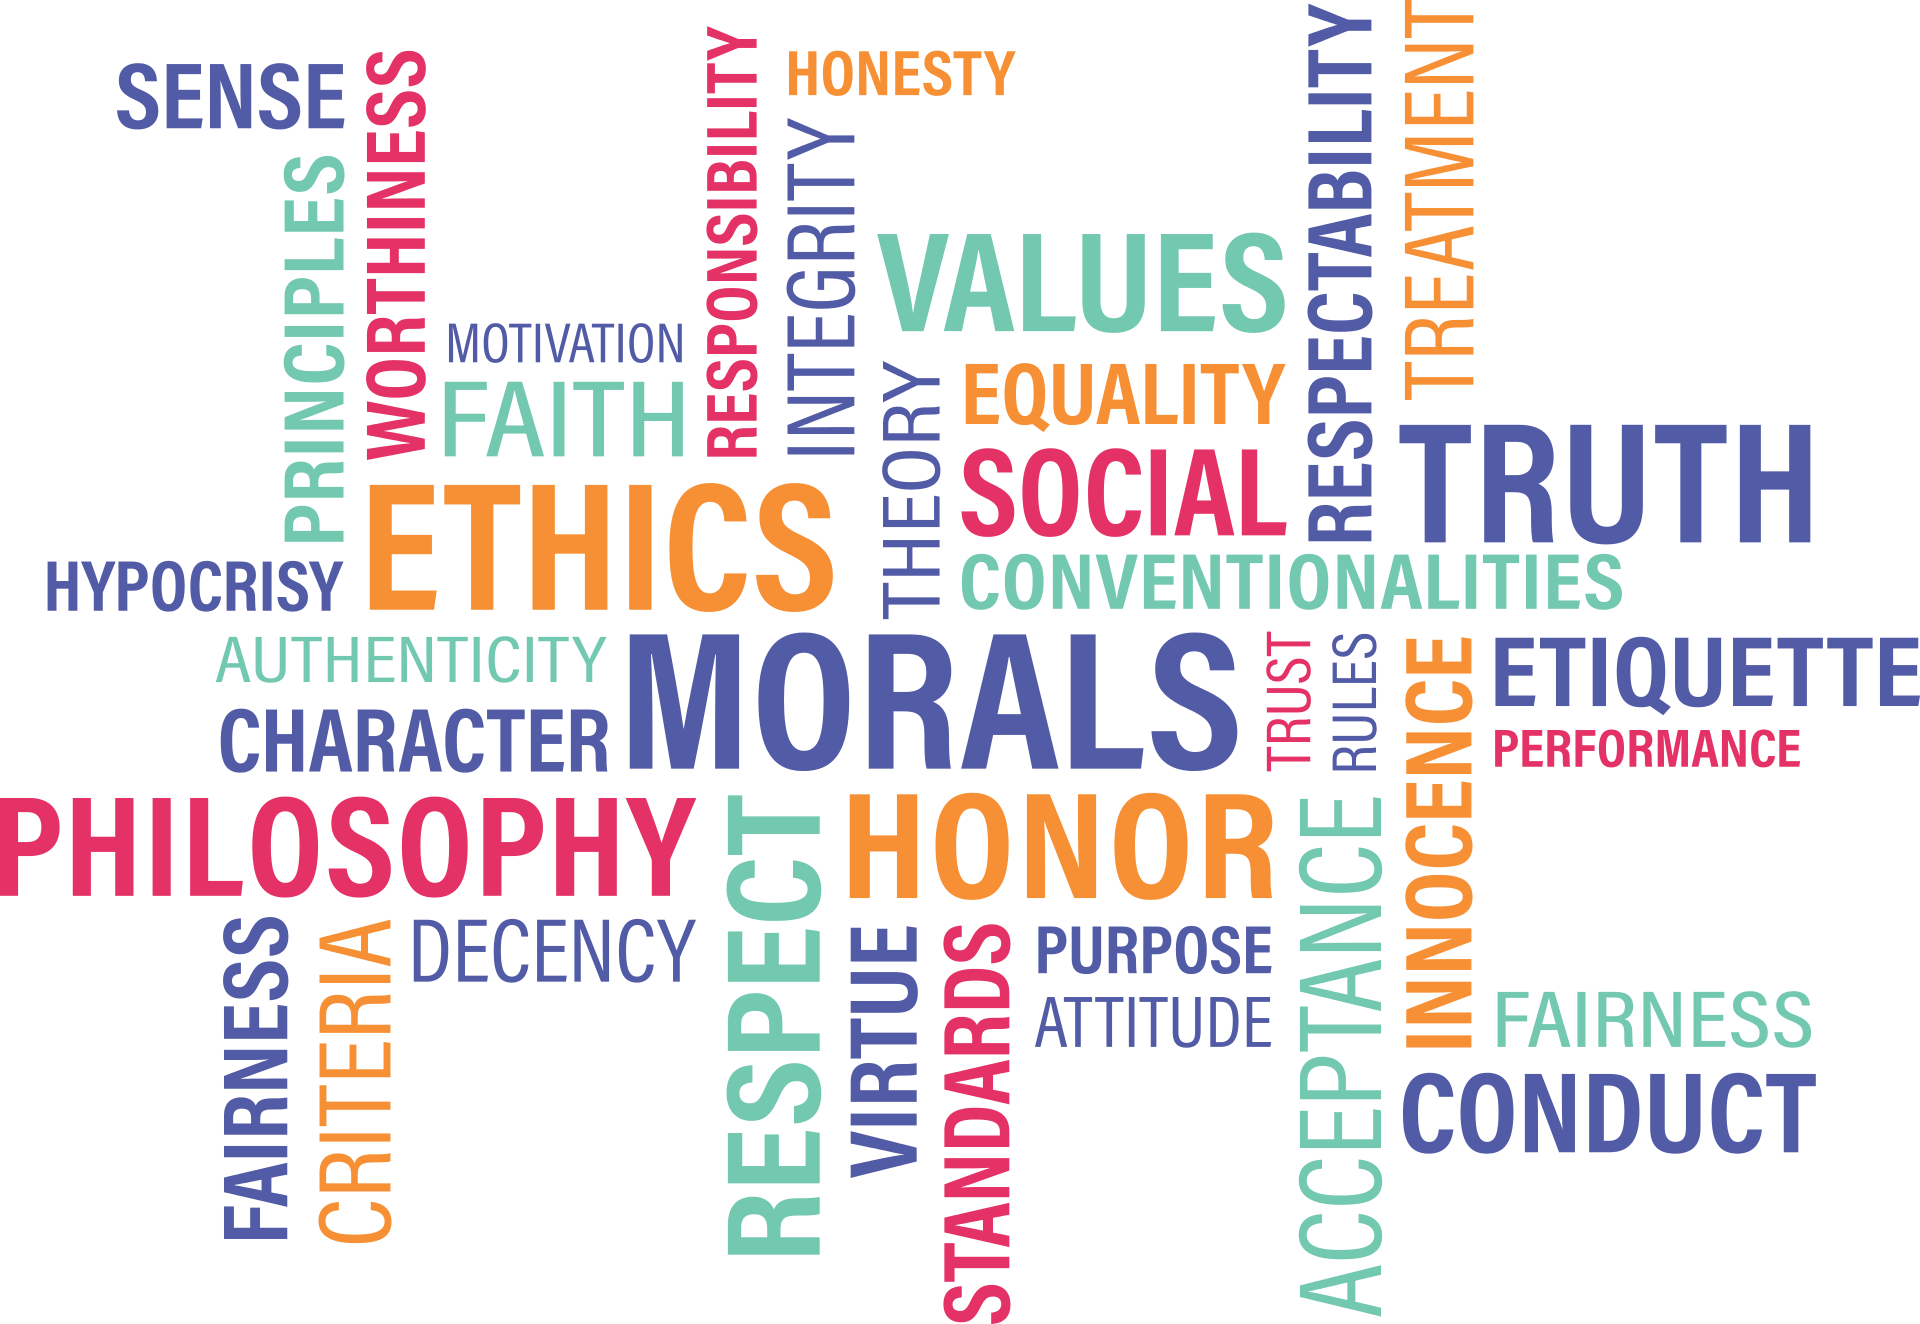 SENSE
WORTHINESS
RESPONSIBILITY
HONESTY
RESPECTABILITY
TREATMENT
PRINCIPLES
INTEGRITY
VALUES
MOTIVATION
FAITH
THEORY
EQUALITY
SOCIAL
TRUTH
ETHICS
HYPOCRISY
CONVENTIONALITIES
AUTHENTICITY
MORALS
TRUST
RULES
INNOCENCE
ETIQUETTE
CHARACTER
PERFORMANCE
PHILOSOPHY
RESPECT
HONOR
ACCEPTANCE
FAIRNESS
CRITERIA
DECENCY
VIRTUE
STANDARDS
PURPOSE
ATTITUDE
FAIRNESS
CONDUCT